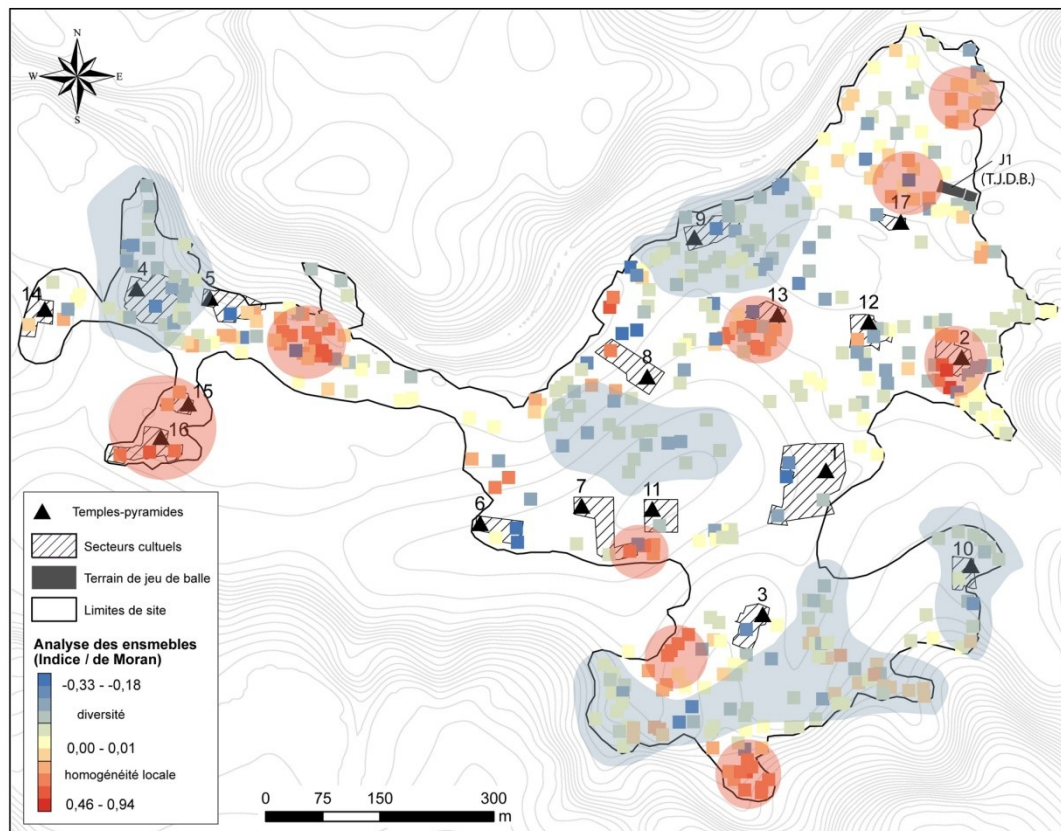 N
W E
S
J1
(T.J.D.B.)
17
9
4
5
14
13
12
2
8
15
16
1
7
11
6
10
3
Temples-pyramides
Secteurs cultuels
Terrain de jeu de balle
Limites de site
Analyse des ensmebles
(Indice / de Moran)
-0,33 - -0,18
diversité
0,00 - 0,01
homogénéité locale
0,46 - 0,94
0 75 150 300
m